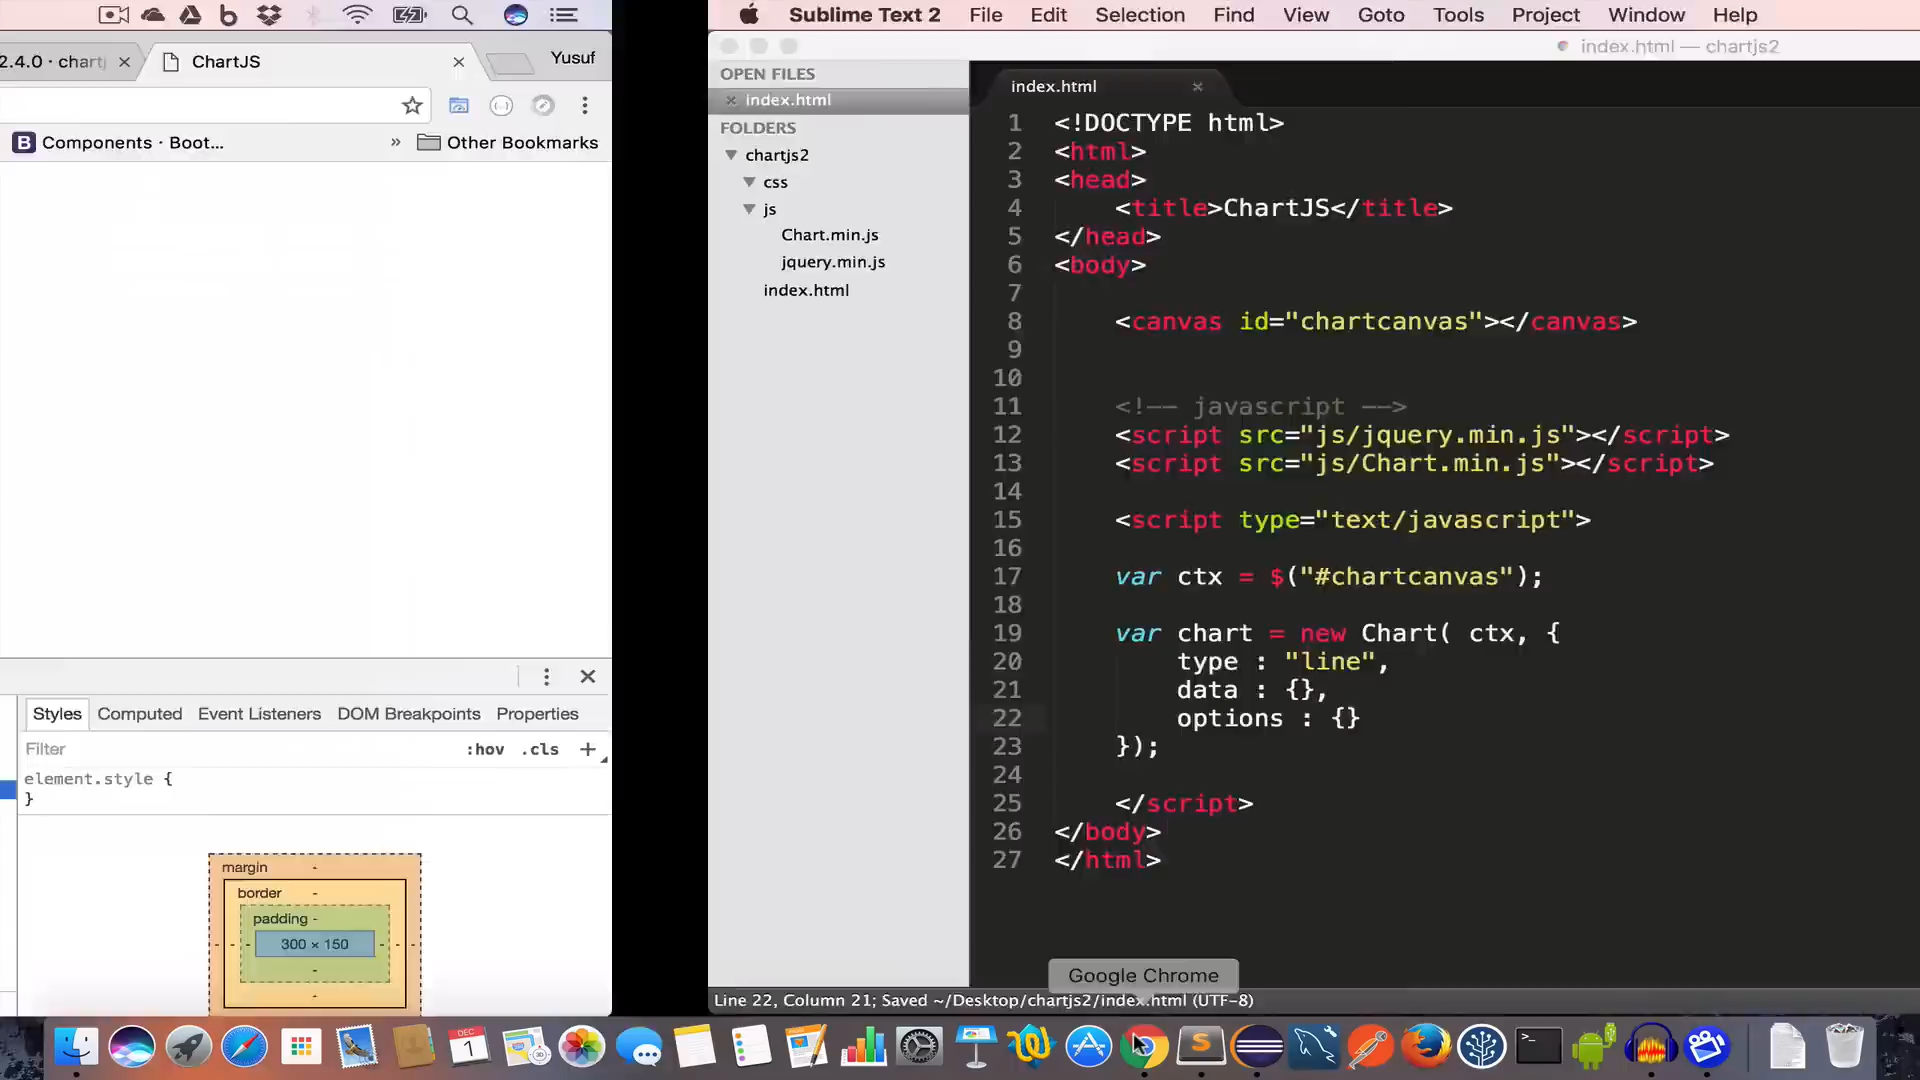 Sublime Text 2 File Edit Selection Find View Goto Tools Project Window Help
2.4.0 · chartj
ChartJS
Yusuf
Components · Boot...
»
Other Bookmarks
Styles Computed Event Listeners DOM Breakpoints Properties
Filter
:hov .cls +
element.style {
}
margin -
border -
padding -
- - - 300 × 150 - - -
-
-
index.html — chartjs2
OPEN FILES
index.html
FOLDERS
chartjs2
css
js
Chart.min.js
jquery.min.js
index.html
index.html
1 <!DOCTYPE html>
2 <html>
3 <head>
4 <title>ChartJS</title>
5 </head>
6 <body>
7
8 <canvas id="chartcanvas"></canvas>
9
10
11 <!-- javascript -->
12 <script src="js/jquery.min.js"></script>
13 <script src="js/Chart.min.js"></script>
14
15 <script type="text/javascript">
16
17 var ctx = $("#chartcanvas");
18
19 var chart = new Chart( ctx, {
20 type : "line",
21 data : {},
22 options : {}
23 });
24
25 </script>
26 </body>
27 </html>
Google Chrome
Line 22, Column 21; Saved ~/Desktop/chartjs2/index.html (UTF-8)
DEC
1